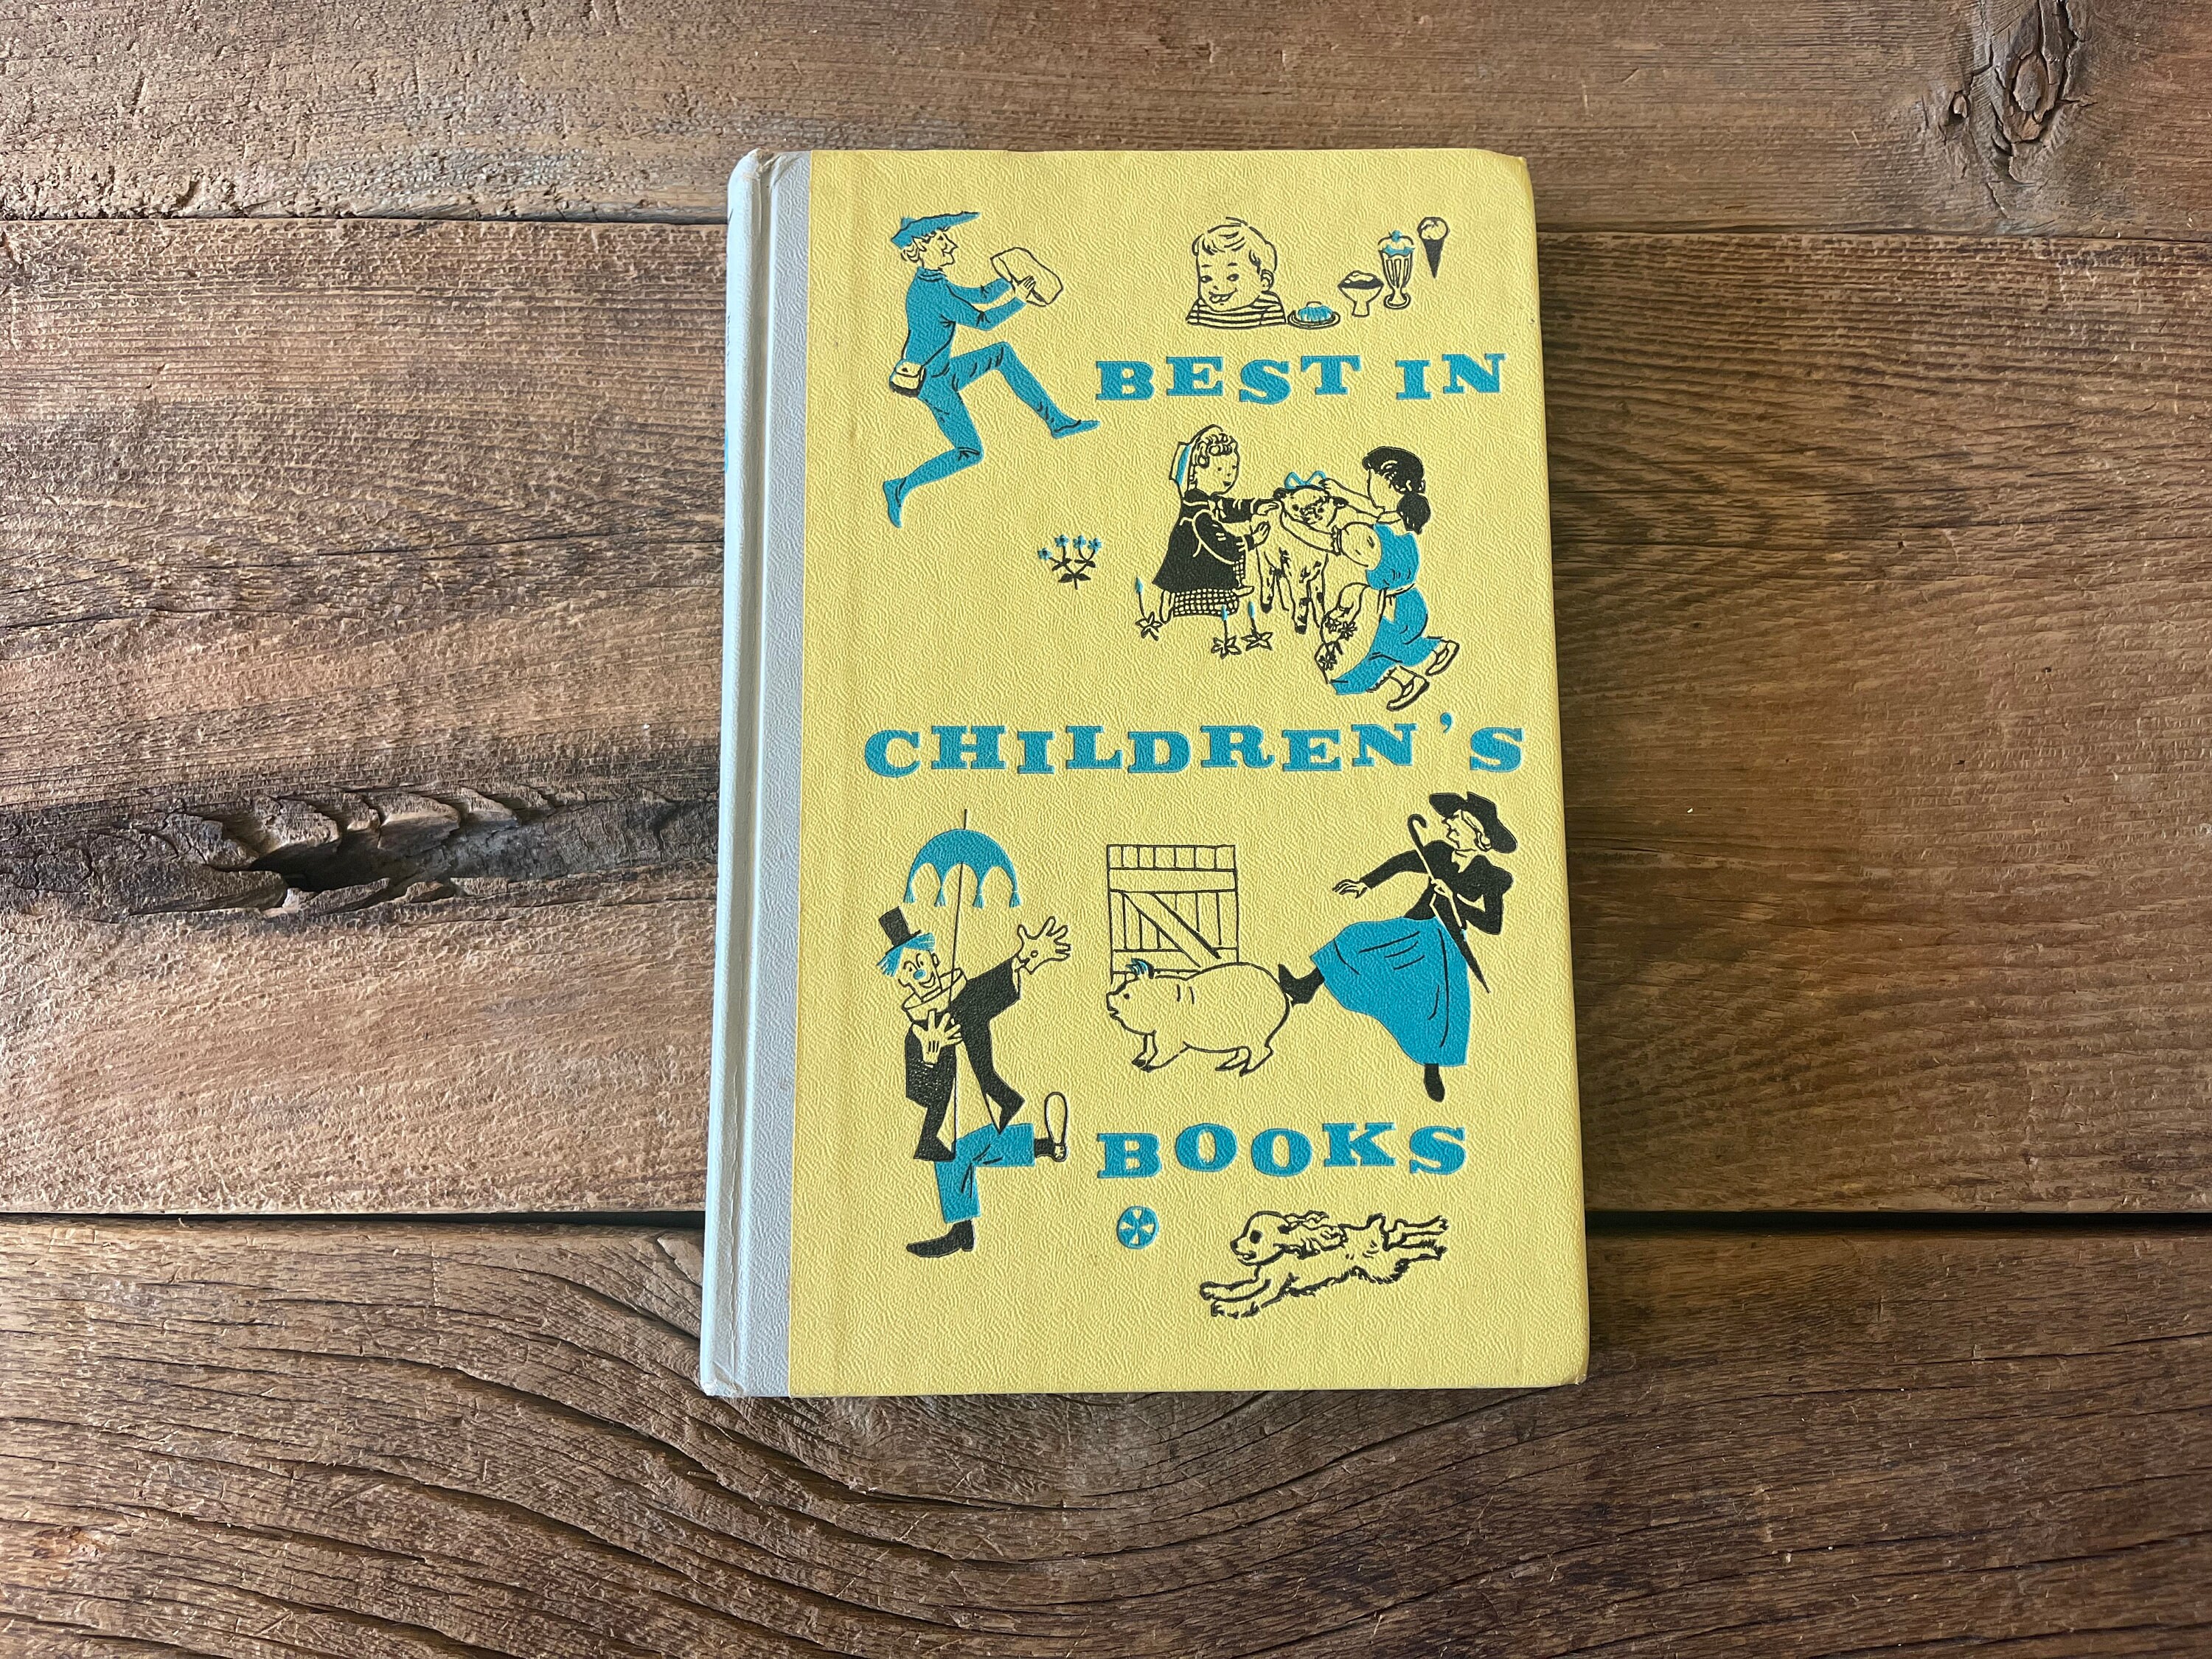 BEST IN
CHILDREN'S
BOOKS